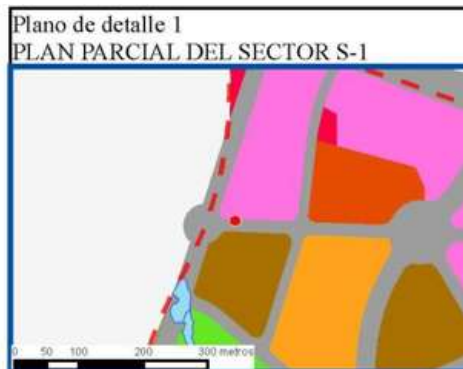 Plano de detalle 1
PLAN PARCIAL DEL SECTOR S-1
0 50 100 200 300 metros